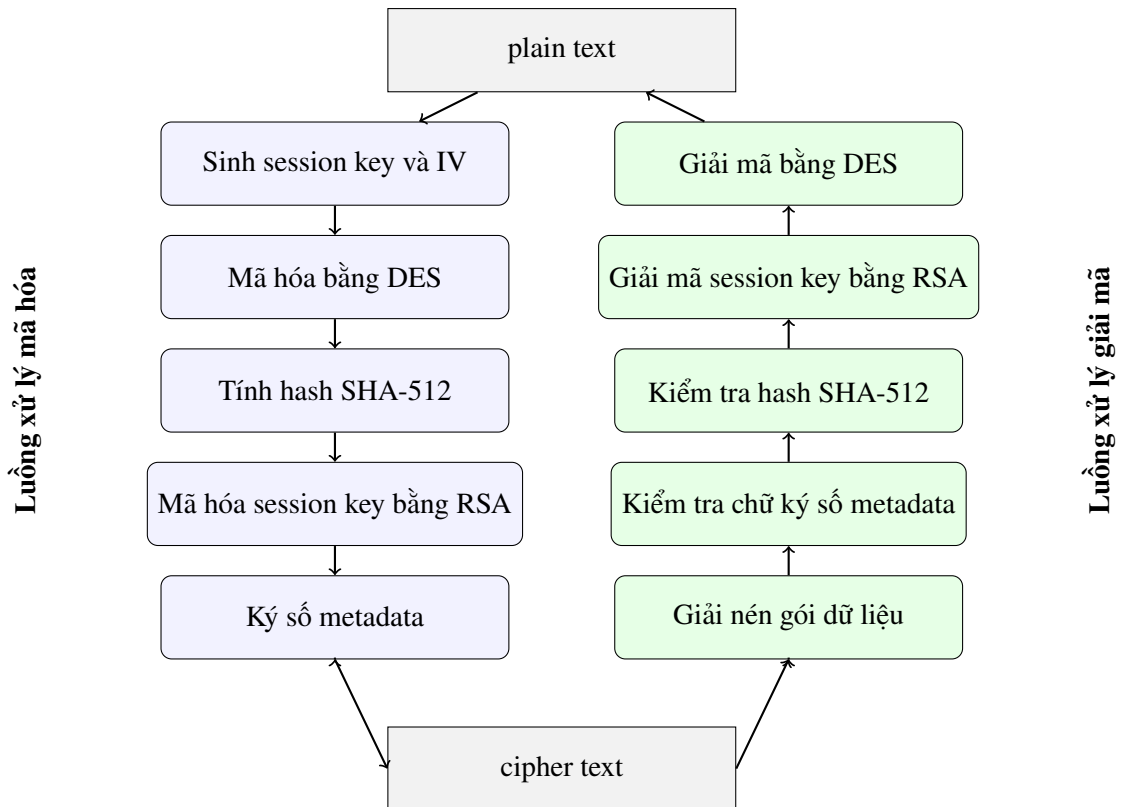 plain text
Luồng xử lý mã hóa
Sinh session key và IV
Mã hóa bằng DES
Tính hash SHA-512
Mã hóa session key bằng RSA
Ký số metadata
Giải mã bằng DES
Giải mã session key bằng RSA
Kiểm tra hash SHA-512
Kiểm tra chữ ký số metadata
Giải nén gói dữ liệu
Luồng xử lý giải mã
cipher text